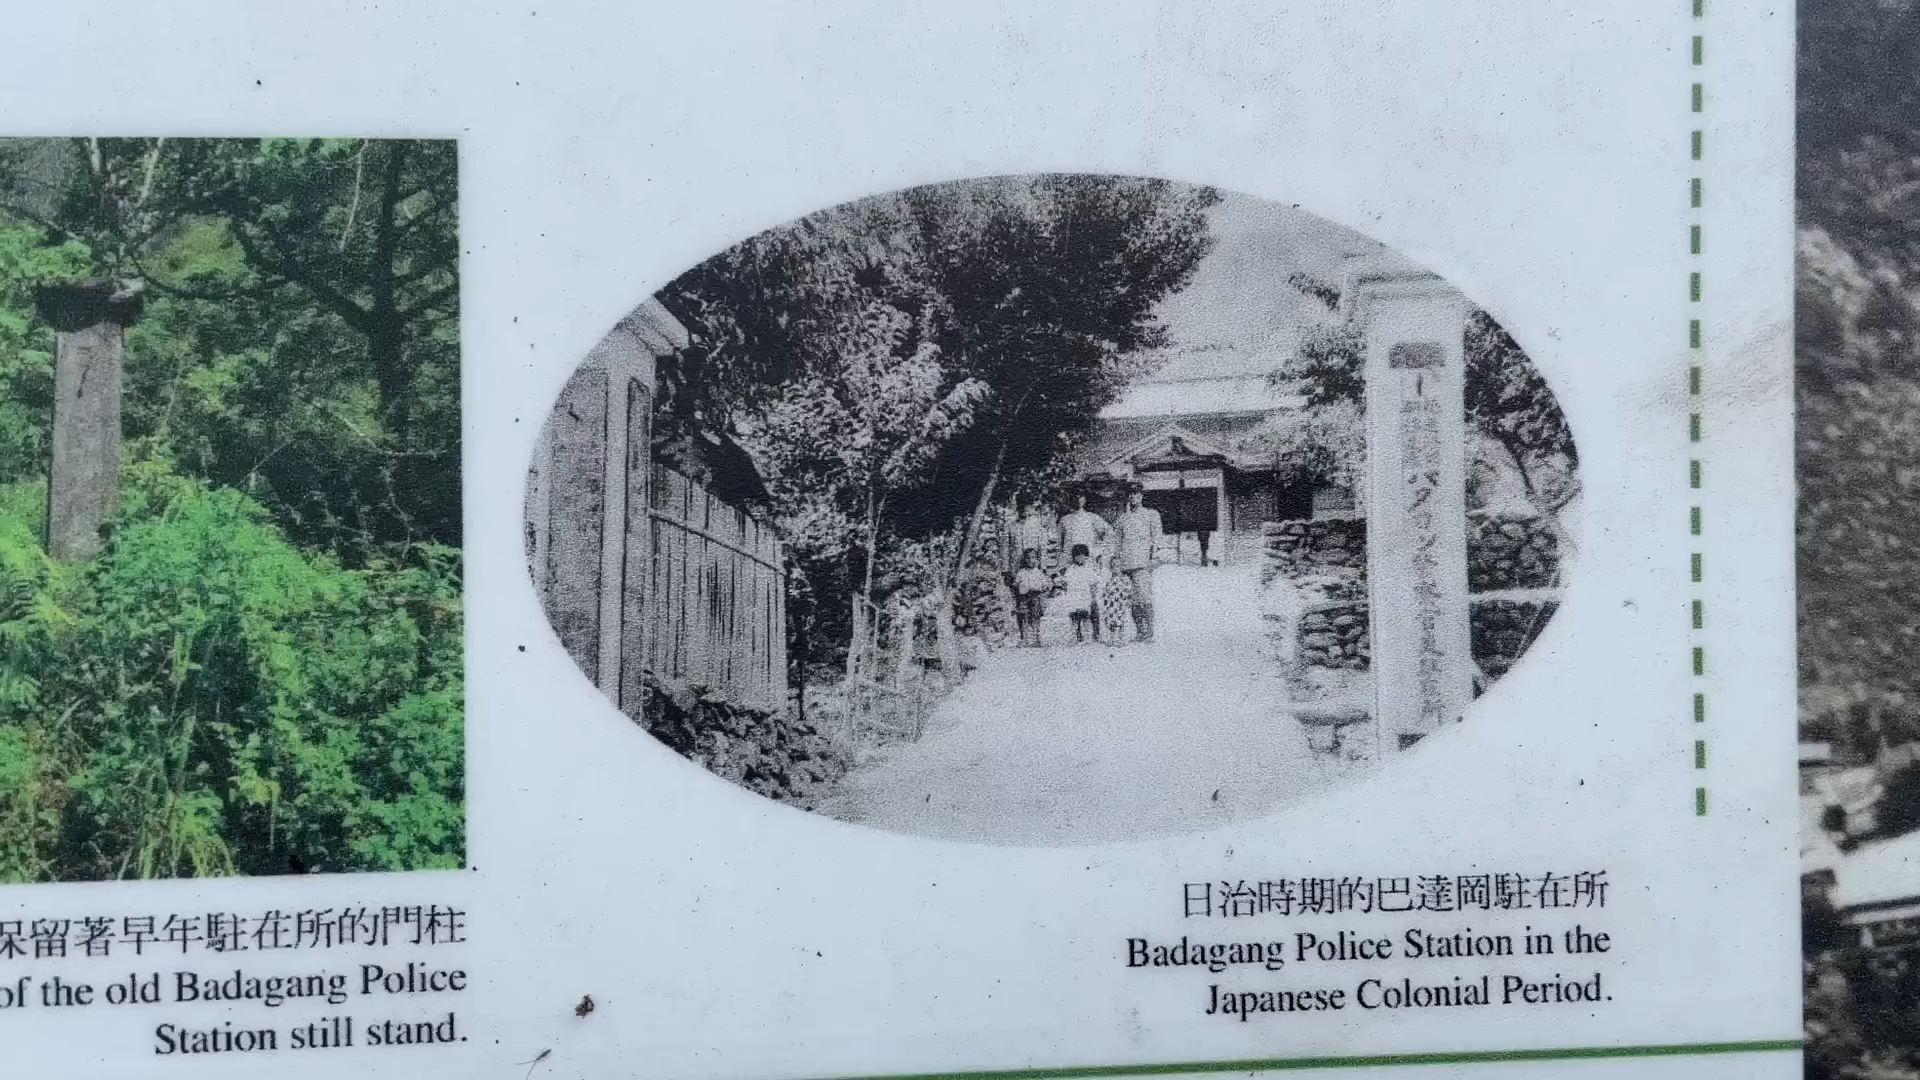 保留著早年駐在所的門柱
of the old Badagang Police
Station still stand.
日治時期的巴達岡駐在所
Badagang Police Station in the
Japanese Colonial Period.